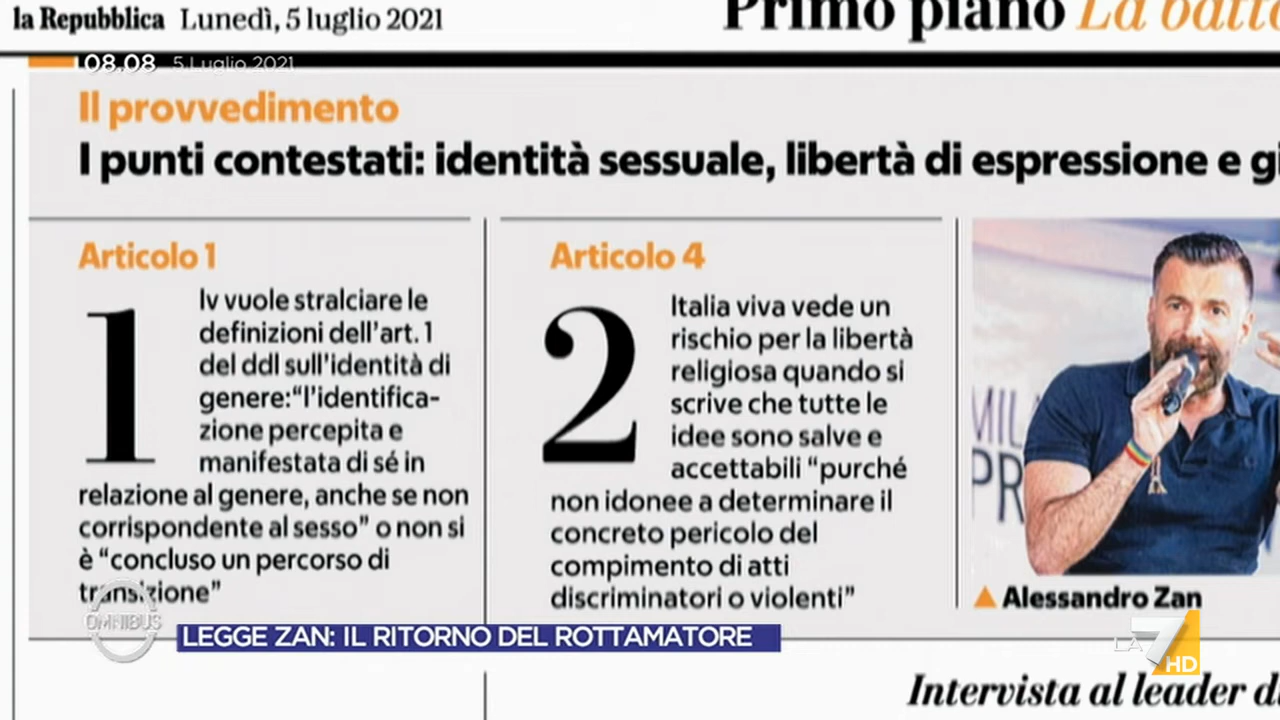 la Repubblica Lunedì, 5 luglio 2021
Primo piano La
08.08 5 Luglio 2021
Il provvedimento
I punti contestati: identità sessuale, libertà di espressione e
Articolo 1
1
Iv vuole stralciare le
definizioni dell'art. 1
del ddl sull'identità di
genere:“l'identifica-
zione percepita e
manifestata di sé in
relazione al genere, anche se non
corrispondente al sesso” o non si
è “concluso un percorso di
transizione”
Articolo 4
2
Italia viva vede un
rischio per la libertà
religiosa quando si
scrive che tutte le
idee sono salve e
accettabili “purché
non idonee a determinare il
concreto pericolo del
compimento di atti
discriminatori o violenti”
MIL
PR
Alessandro Zan
OMNIBUS
LEGGE ZAN: IL RITORNO DEL ROTTAMATORE
LA 7 HD
Intervista al leader